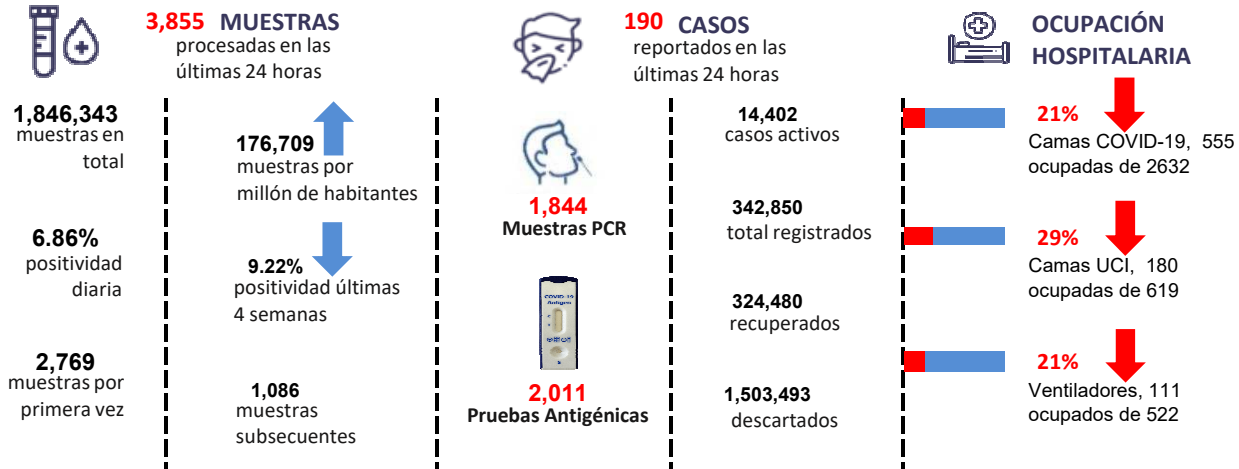 3,855 MUESTRAS
procesadas en las
últimas 24 horas
1,846,343
muestras en
total
6.86%
positividad
diaria
2,769
muestras por
primera vez
176,709
muestras por
millón de habitantes
9.22%
positividad últimas
4 semanas
1,086
muestras
subsecuentes
190 CASOS
reportados en las
últimas 24 horas
1,844
Muestras PCR
COVID-19
Antigen
2,011
Pruebas Antigénicas
14,402
casos activos
342,850
total registrados
324,480
recuperados
1,503,493
descartados
OCUPACIÓN
HOSPITALARIA
21%
Camas COVID-19, 555
ocupadas de 2632
29%
Camas UCI, 180
ocupadas de 619
21%
Ventiladores, 111
ocupados de 522